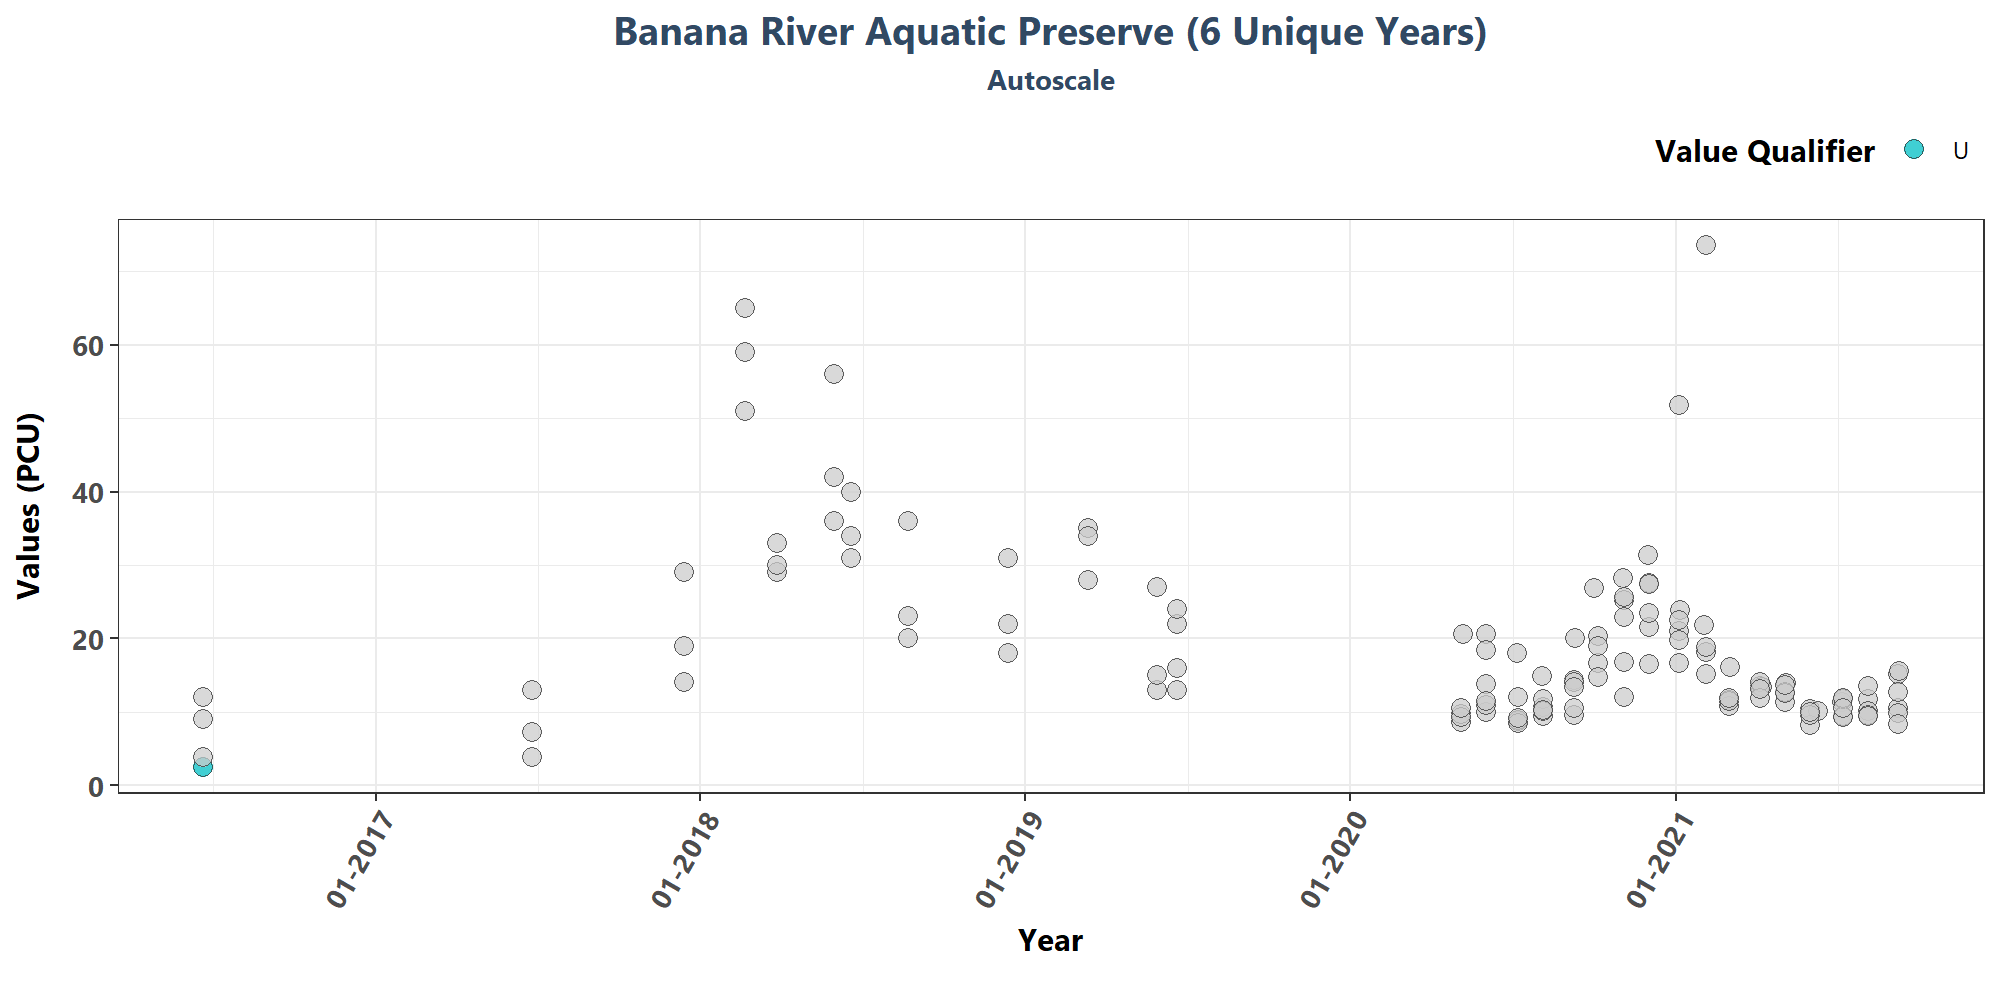 Banana River Aquatic Preserve (6 Unique Years)
Autoscale
Value Qualifier U
Values (PCU)
60
40
20
0
01-2017
01-2018
01-2019
01-2020
01-2021
Year